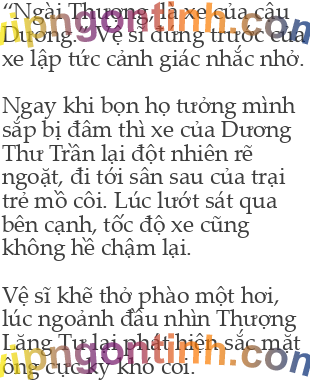 “Ngài Thượng, là xe của cậu
Dương.” Vệ sĩ đứng trước cửa
xe lập tức cảnh giác nhắc nhở.
Ngay khi bọn họ tưởng mình
sắp bị đâm thì xe của Dương
Thư Trần lại đột nhiên rẽ
ngoặt, đi tới sân sau của trại
trẻ mồ côi. Lúc lướt sát qua
bên cạnh, tốc độ xe cũng
không hề chậm lại.
Vệ sĩ khẽ thở phào một hơi,
lúc ngoảnh đầu nhìn Thượng
Lăng Tư lại phát hiện sắc mặt
ông cực kỳ khó coi.
vipngontinh.com
vipngontinh.com